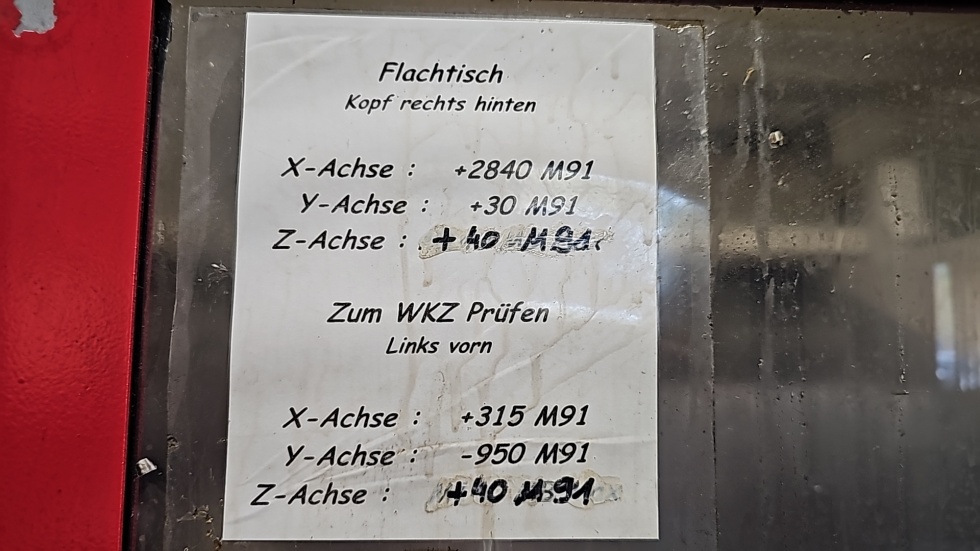 Flachtisch
Kopf rechts hinten
X-Achse : +2840 M91
Y-Achse : +30 M91
Z-Achse : +40 M91
Zum WKZ Prüfen
Links vorn
X-Achse : +315 M91
Y-Achse : -950 M91
Z-Achse : +40 M91